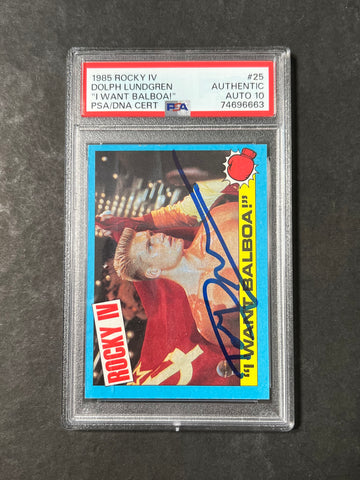 1985 ROCKY IV #25
DOLPH LUNDGREN AUTHENTIC
"I WANT BALBOA!" AUTO 10
PSA/DNA CERT PSA 74696663
ROCKY IV
"I WANT BALBOA!"